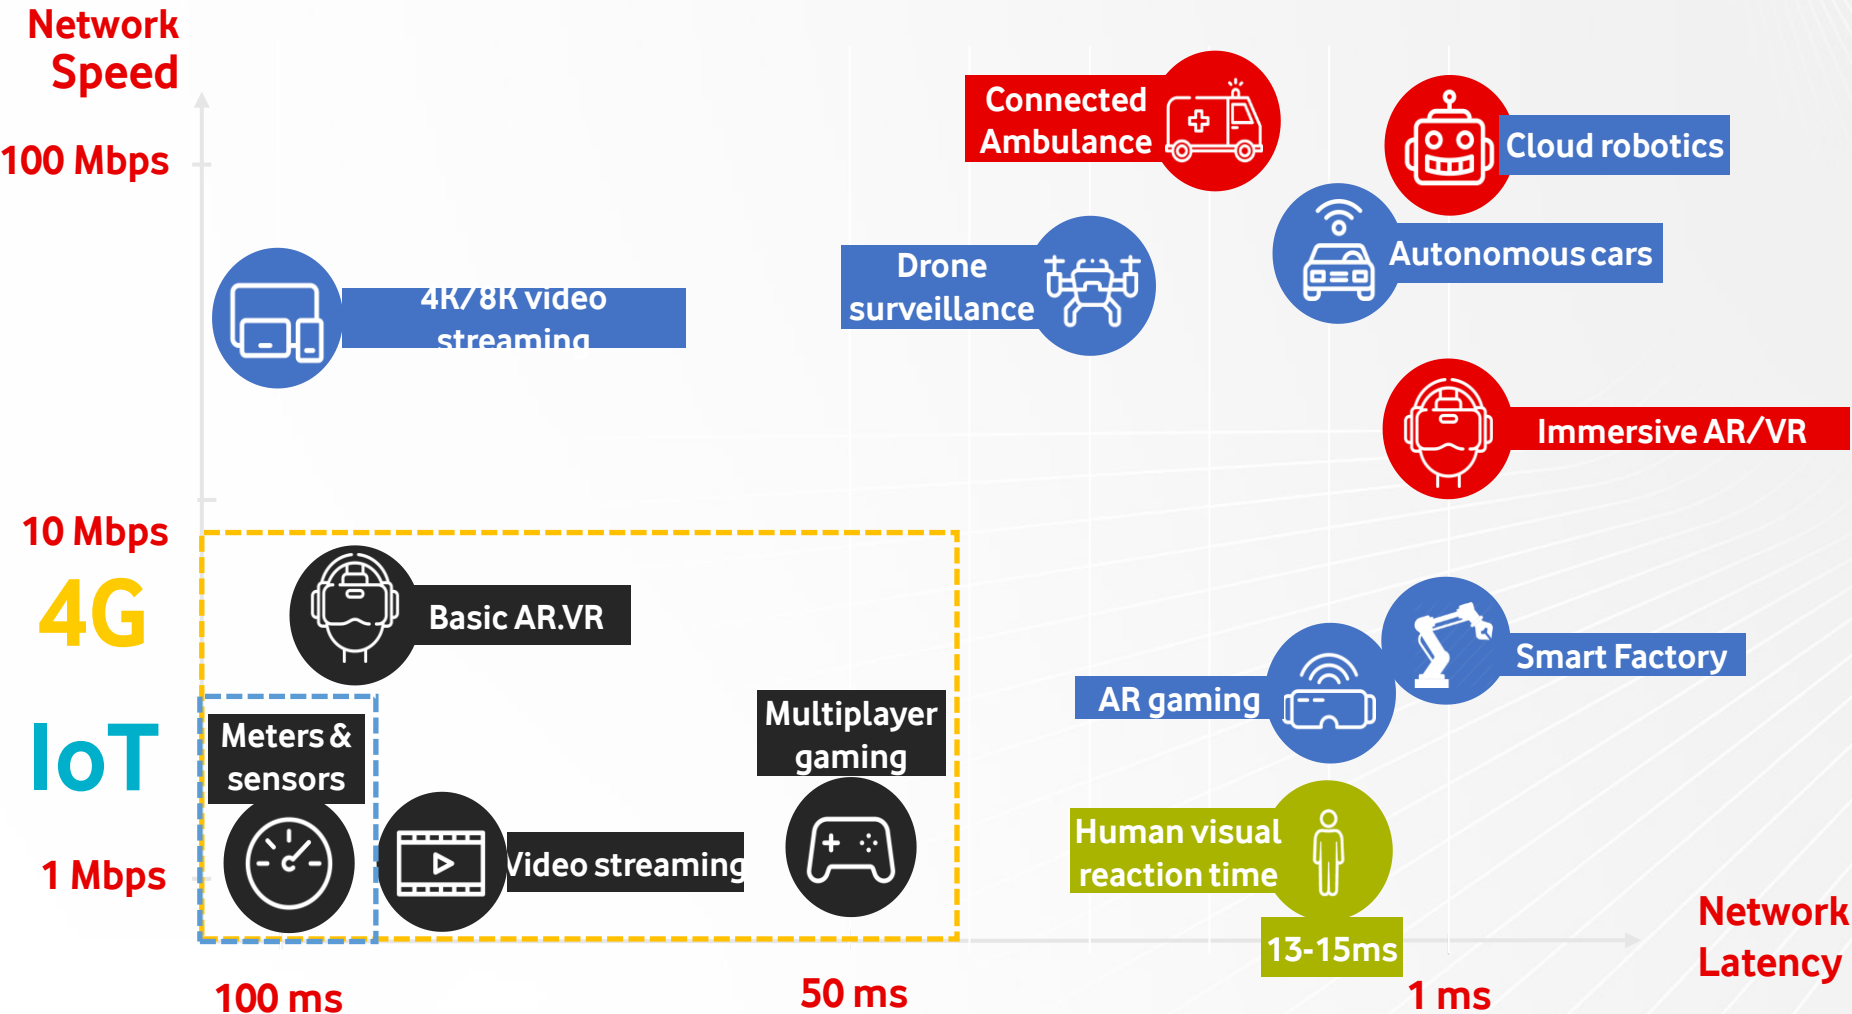 Network
Speed
100 Mbps
Connected
Ambulance
Cloud robotics
Drone
surveillance
Autonomous cars
4K/8K video
streaming
Immersive AR/VR
10 Mbps
4G
Basic AR.VR
Smart Factory
AR gaming
IoT
Meters &
sensors
Multiplayer
gaming
Video streaming
Human visual
reaction time
1 Mbps
13-15ms
Network
Latency
100 ms
50 ms
1 ms